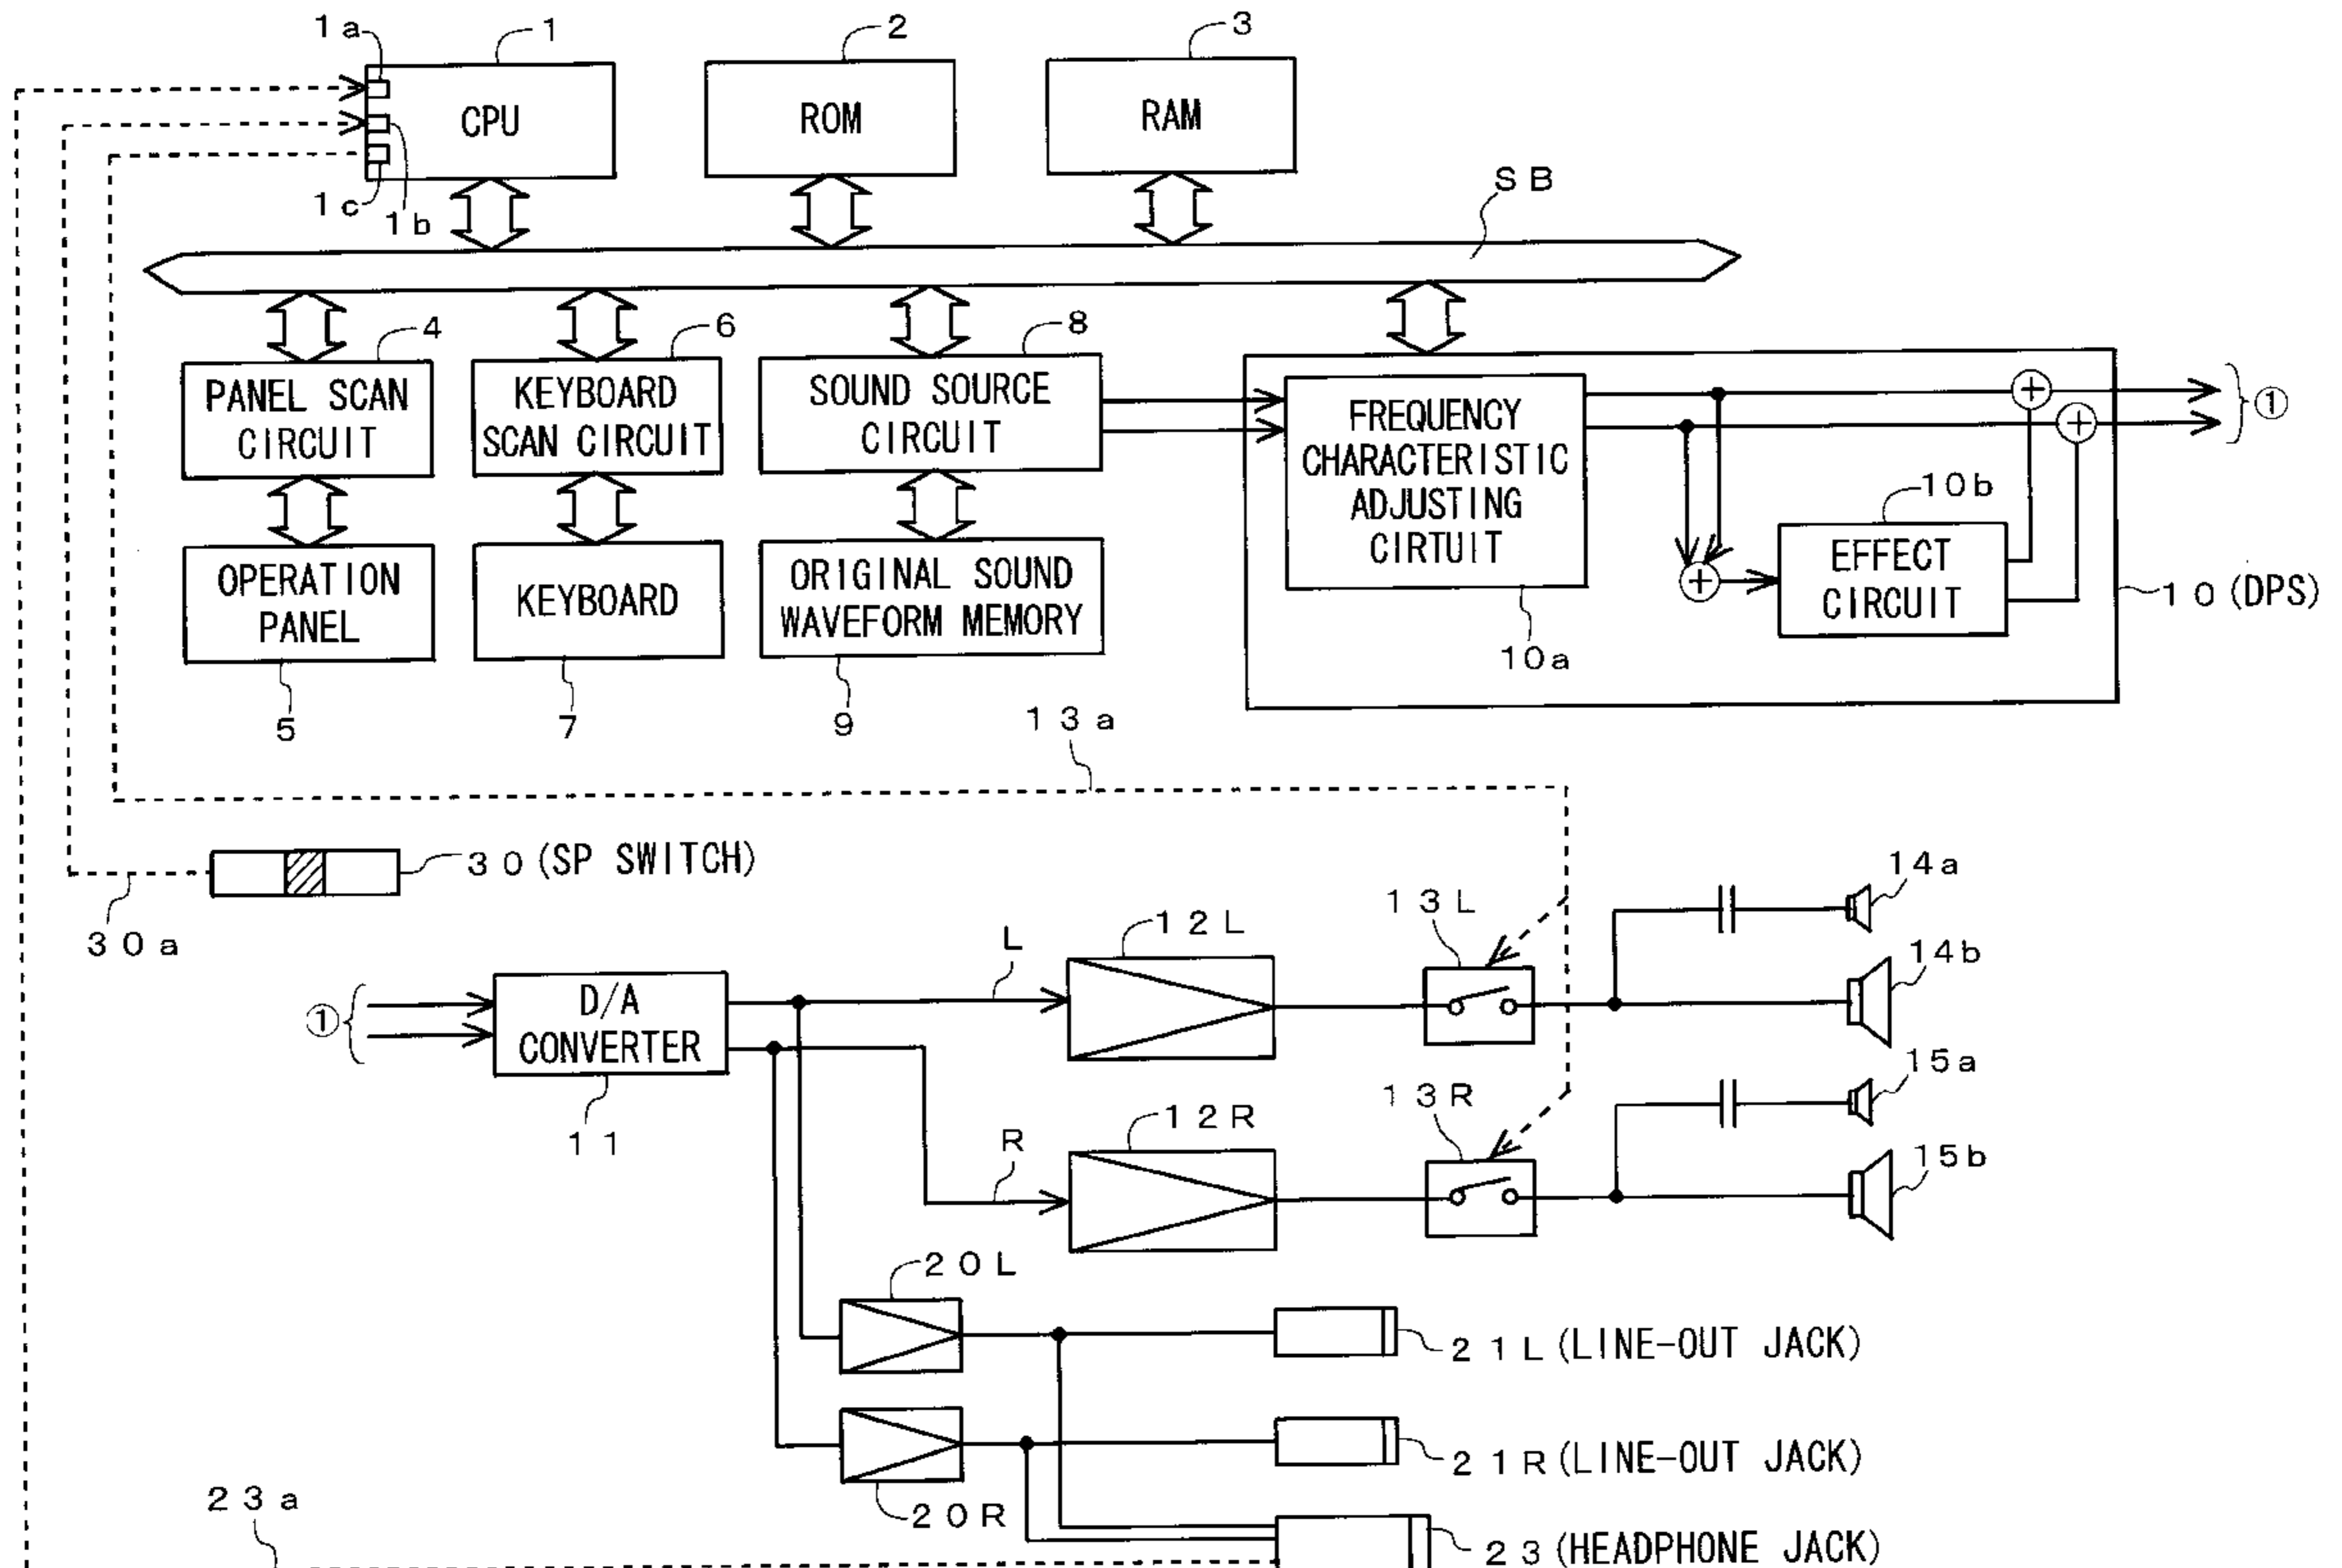 1a
1
2
3
CPU
ROM
RAM
1c
1b
SB
4
6
8
PANEL SCAN
CIRCUIT
KEYBOARD
SCAN CIRCUIT
SOUND SOURCE
CIRCUIT
FREQUENCY
CHARACTERISTIC
ADJUSTING
CIRTUIT
①
10b
EFFECT
CIRCUIT
10 (DPS)
OPERATION
PANEL
KEYBOARD
ORIGINAL SOUND
WAVEFORM MEMORY
10a
5
7
9
13a
30 (SP SWITCH)
30a
14a
13L
12L
L
14b
①
D/A
CONVERTER
11
15a
13R
12R
R
15b
20L
21L (LINE-OUT JACK)
21R (LINE-OUT JACK)
20R
23a
23 (HEADPHONE JACK)